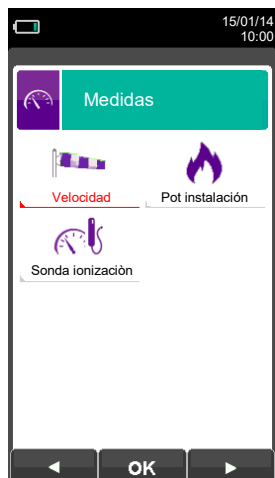 15/01/14
10:00
Medidas
Velocidad
Pot instalación
Sonda ionizaciòn
OK